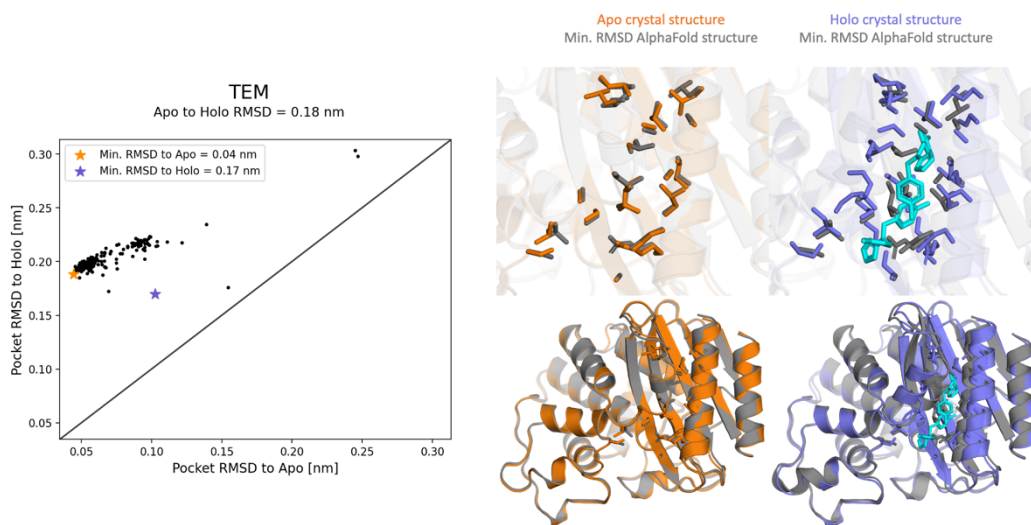 Apo crystal structure
Min. RMSD AlphaFold structure
Holo crystal structure
Min. RMSD AlphaFold structure
TEM
Apo to Holo RMSD = 0.18 nm
Min. RMSD to Apo = 0.04 nm
Min. RMSD to Holo = 0.17 nm
Pocket RMSD to Holo [nm]
0.30
0.25
0.20
0.15
0.10
0.05
0.05 0.10 0.15 0.20 0.25 0.30
Pocket RMSD to Apo [nm]